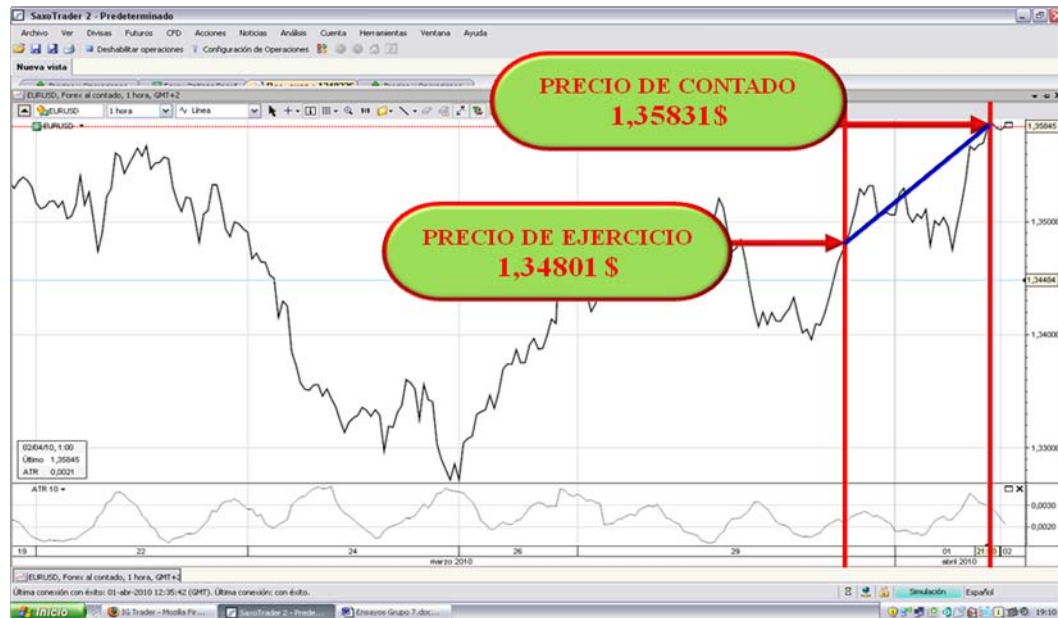 SaxoTrader 2 - Predeterminado
Archivo Ver Divisas Futuros CFD Acciones Noticias Análisis Cuenta Herramientas Ventana Ayuda
Deshabilitar operaciones Configuración de Operaciones
Nueva vista
EURUSD, Forex al contado, 1 hora, GMT+2
EURUSD 1 hora Línea
EURUSD
PRECIO DE CONTADO
1,35831$
1,35845
PRECIO DE EJERCICIO
1,34801 $
1,35000
1,34484
1,34000
1,33000
02/04/10, 1:00
Último 1,35845
ATR 0,0021
ATR 10
0,0030
0,0020
19 22 24 26 29 01 02
marzo 2010 abril 2010
EURUSD, Forex al contado, 1 hora, GMT+2
Última conexión con éxito: 01-abr-2010 12:35:42 (GMT). Última conexión: con éxito. Simulación Español
Inicio IG Trader - Mozilla Fir... SaxoTrader 2 - Prede... Ensayos Grupo 7.doc... 19:10